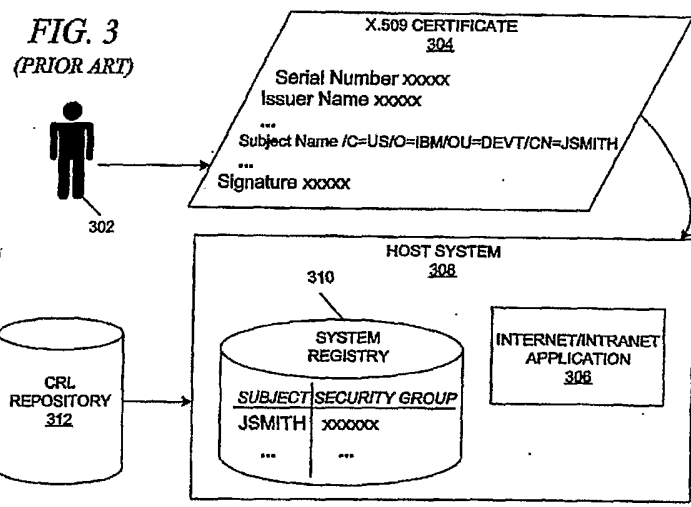 FIG. 3
(PRIOR ART)
X.509 CERTIFICATE
304
Serial Number xxxxx
Issuer Name xxxxx
...
Subject Name /C=US/O=IBM/OU=DEVT/CN=JSMITH
...
Signature xxxxx
302
HOST SYSTEM
308
310
SYSTEM
REGISTRY
SUBJECT SECURITY GROUP
JSMITH xxxxxx
... ...
INTERNET/INTRANET
APPLICATION
306
CRL
REPOSITORY
312